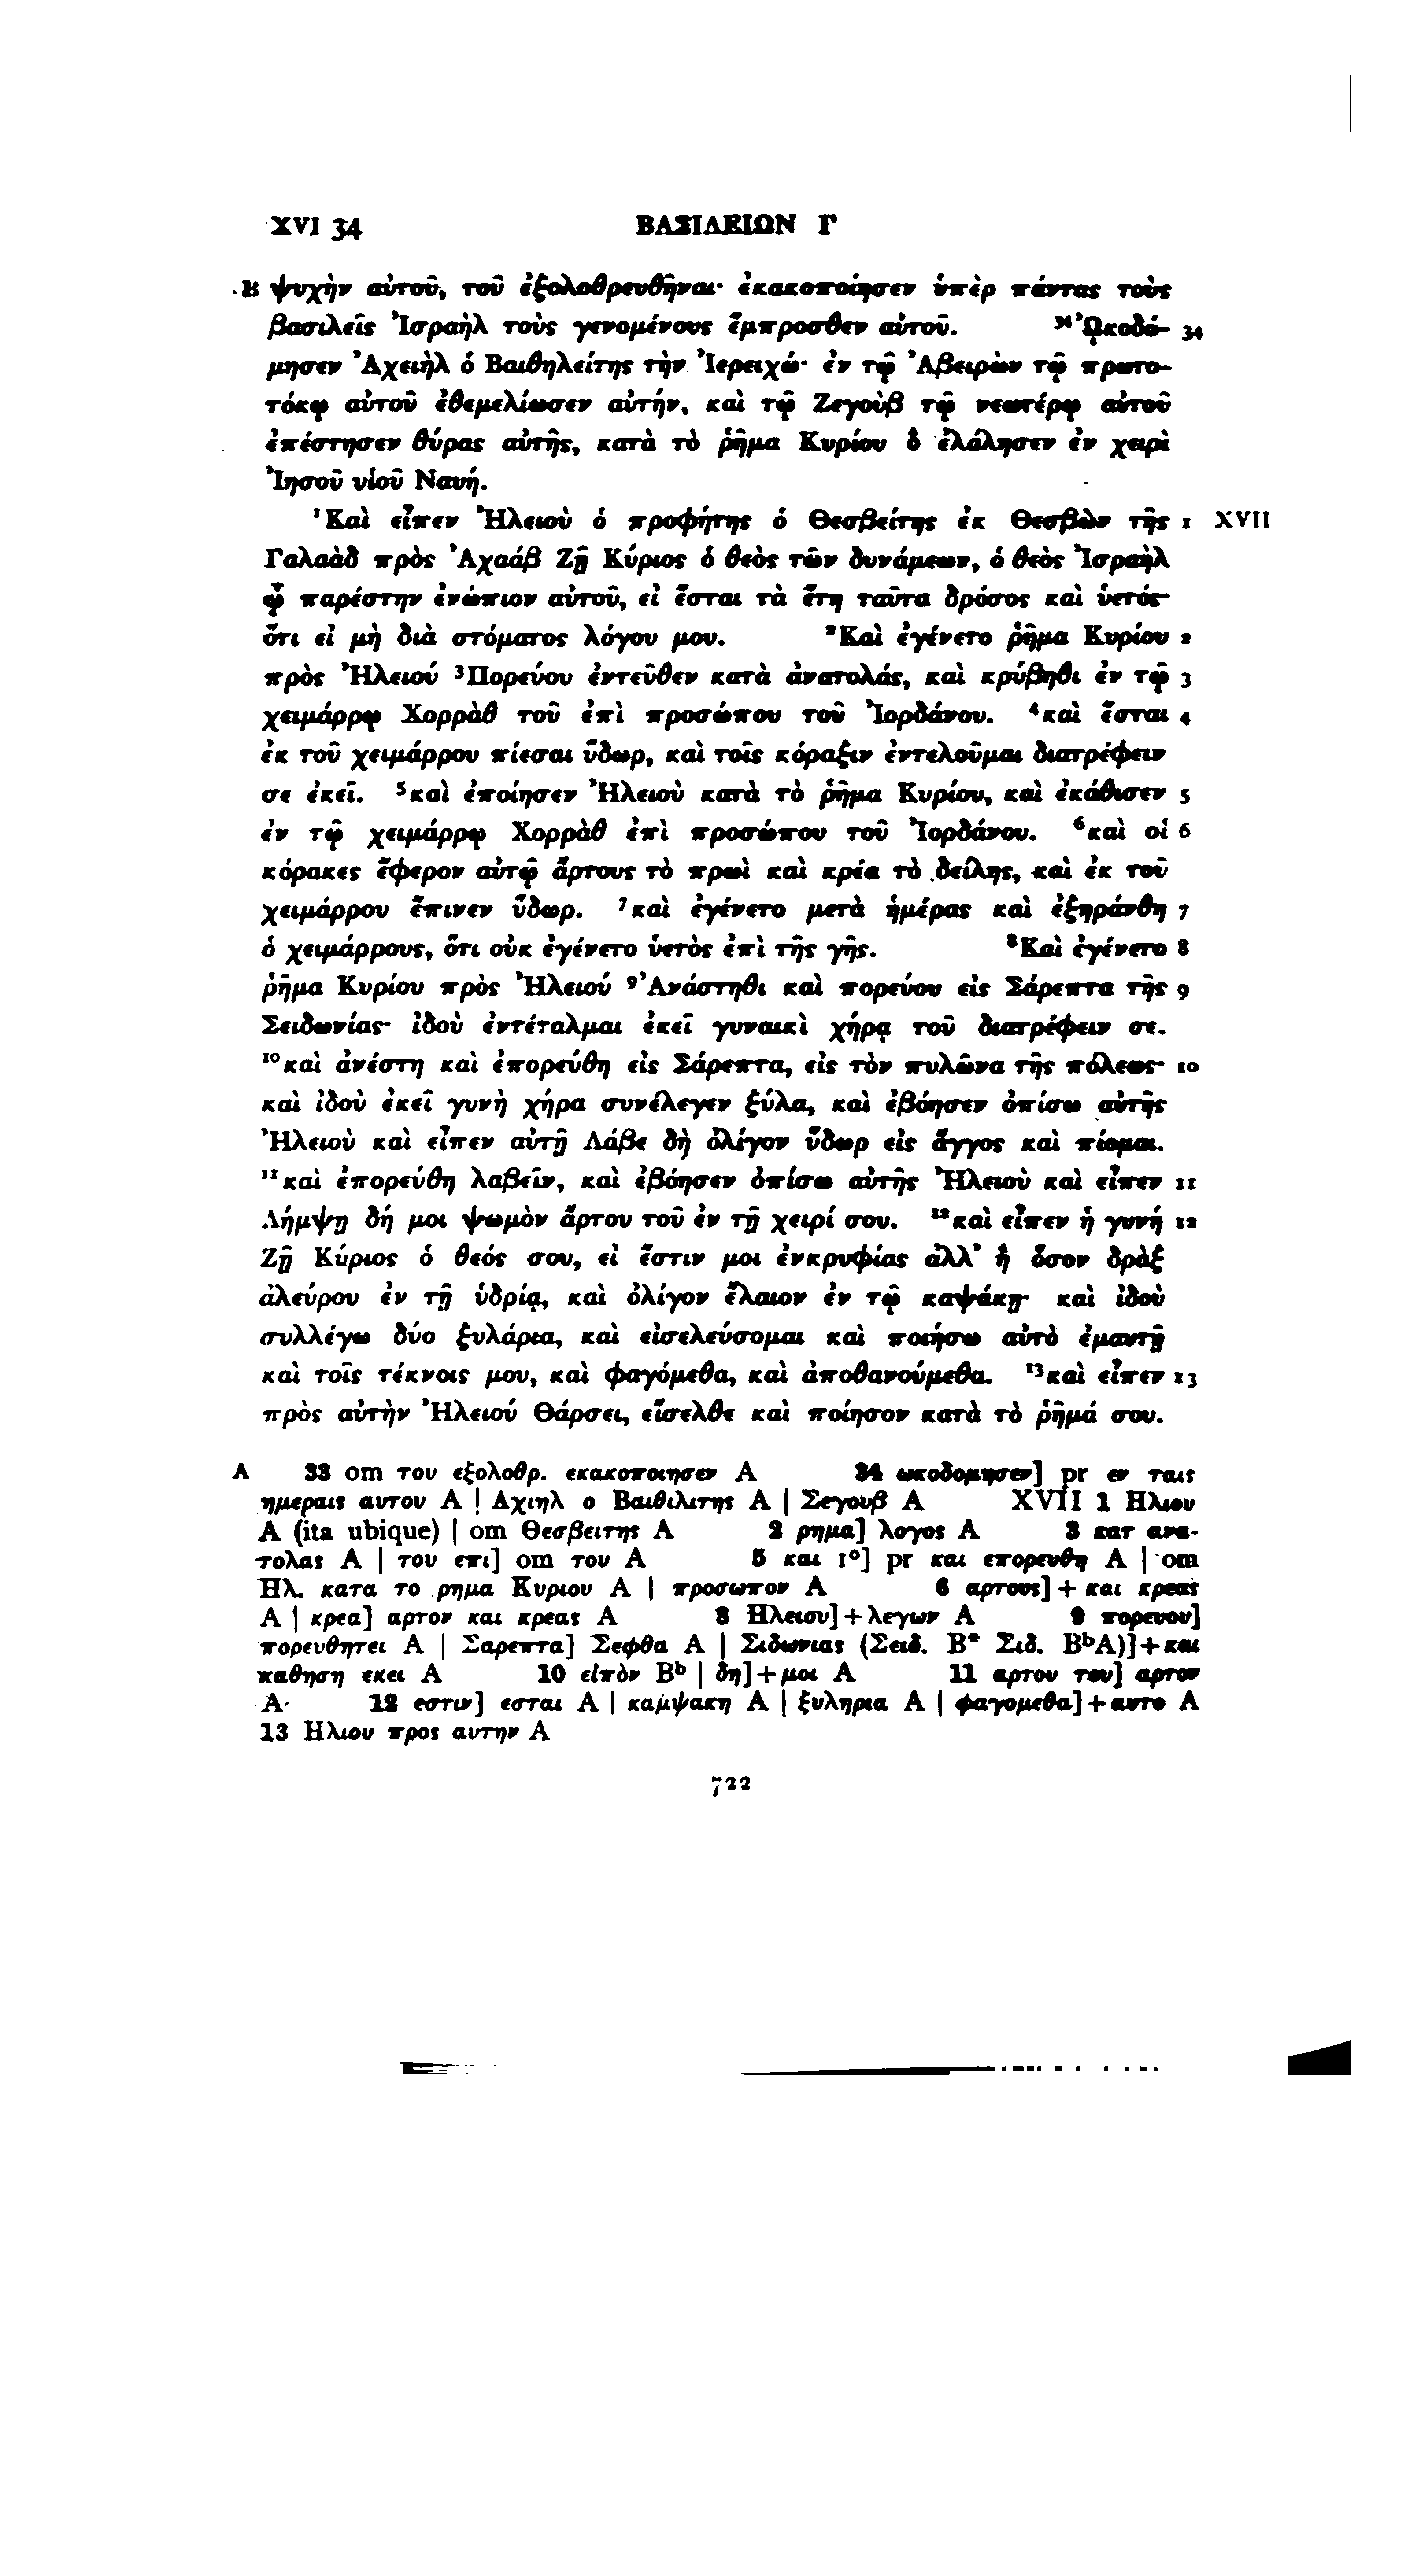 XVI 34 ΒΑΣΙΛΕΙΩΝ Γ
B ψυχὴν αὐτοῦ, τοῦ ἐξολοθρευθῆναι· ἐκακοποίησεν ὑπὲρ πάντας τοὺς
βασιλεῖς Ἰσραὴλ τοὺς γενομένους ἔμπροσθεν αὐτοῦ. ³⁴Ὠκοδό- 34
μησεν Ἀχειὴλ ὁ Βαιθηλείτης τὴν Ἰερειχώ· ἐν τῷ Ἀβειρὼν τῷ πρωτο-
τόκῳ αὐτοῦ ἐθεμελίωσεν αὐτήν, καὶ τῷ Ζεγοὺβ τῷ νεωτέρῳ αὐτοῦ
ἐπέστησεν θύρας αὐτῆς, κατὰ τὸ ῥῆμα Κυρίου ὃ ἐλάλησεν ἐν χειρὶ
Ἰησοῦ υἱοῦ Ναυή.
¹Καὶ εἶπεν Ἠλειοὺ ὁ προφήτης ὁ Θεσβείτης ἐκ Θεσβὼν τῆς 1 XVII
Γαλαὰδ πρὸς Ἀχαάβ Ζῇ Κύριος ὁ θεὸς τῶν δυνάμεων, ὁ θεὸς Ἰσραὴλ
ᾧ παρέστην ἐνώπιον αὐτοῦ, εἰ ἔσται τὰ ἔτη ταῦτα δρόσος καὶ ὑετός·
ὅτι εἰ μὴ διὰ στόματος λόγου μου. ²Καὶ ἐγένετο ῥῆμα Κυρίου 2
πρὸς Ἠλειού ³Πορεύου ἐντεῦθεν κατὰ ἀνατολάς, καὶ κρύβηθι ἐν τῷ 3
χειμάρρῳ Χορρὰθ τοῦ ἐπὶ προσώπου τοῦ Ἰορδάνου. ⁴καὶ ἔσται 4
ἐκ τοῦ χειμάρρου πίεσαι ὕδωρ, καὶ τοῖς κόραξιν ἐντελοῦμαι διατρέφειν
σε ἐκεῖ. ⁵καὶ ἐποίησεν Ἠλειοὺ κατὰ τὸ ῥῆμα Κυρίου, καὶ ἐκάθισεν 5
ἐν τῷ χειμάρρῳ Χορρὰθ ἐπὶ προσώπου τοῦ Ἰορδάνου. ⁶καὶ οἱ 6
κόρακες ἔφερον αὐτῷ ἄρτους τὸ πρωὶ καὶ κρέα τὸ δείλης, καὶ ἐκ τοῦ
χειμάρρου ἔπινεν ὕδωρ. ⁷καὶ ἐγένετο μετὰ ἡμέρας καὶ ἐξηράνθη 7
ὁ χειμάρρους, ὅτι οὐκ ἐγένετο ὑετὸς ἐπὶ τῆς γῆς. ⁸Καὶ ἐγένετο 8
ῥῆμα Κυρίου πρὸς Ἠλειού ⁹Ἀνάστηθι καὶ πορεύου εἰς Σάρεπτα τῆς 9
Σειδωνίας· ἰδοὺ ἐντέταλμαι ἐκεῖ γυναικὶ χήρᾳ τοῦ διατρέφειν σε.
¹⁰καὶ ἀνέστη καὶ ἐπορεύθη εἰς Σάρεπτα, εἰς τὸν πυλῶνα τῆς πόλεως· 10
καὶ ἰδοὺ ἐκεῖ γυνὴ χήρα συνέλεγεν ξύλα, καὶ ἐβόησεν ὀπίσω αὐτῆς
Ἠλειοὺ καὶ εἶπεν αὐτῇ Λάβε δὴ ὀλίγον ὕδωρ εἰς ἄγγος καὶ πίομαι.
¹¹καὶ ἐπορεύθη λαβεῖν, καὶ ἐβόησεν ὀπίσω αὐτῆς Ἠλειοὺ καὶ εἶπεν 11
Λήμψῃ δή μοι ψωμὸν ἄρτου τοῦ ἐν τῇ χειρί σου. ¹²καὶ εἶπεν ἡ γυνή 12
Ζῇ Κύριος ὁ θεός σου, εἰ ἔστιν μοι ἐνκρυφίας ἀλλ' ἢ ὅσον δρὰξ
ἀλεύρου ἐν τῇ ὑδρίᾳ, καὶ ὀλίγον ἔλαιον ἐν τῷ καψάκῃ· καὶ ἰδοὺ
συλλέγω δύο ξυλάρια, καὶ εἰσελεύσομαι καὶ ποιήσω αὐτὸ ἐμαυτῇ
καὶ τοῖς τέκνοις μου, καὶ φαγόμεθα, καὶ ἀποθανούμεθα. ¹³καὶ εἶπεν 13
πρὸς αὐτὴν Ἠλειού Θάρσει, εἴσελθε καὶ ποίησον κατὰ τὸ ῥῆμά σου.
A 33 om του εξολοθρ. εκακοποιησεν A 34 ωκοδομησεν] pr εν ταις
ημεραις αυτου A | Αχιηλ ο Βαιθιλιτης A | Σεγουβ A XVII 1 Ηλιου
A (ita ubique) | om Θεσβειτης A 2 ρημα] λογος A 3 κατ ανα-
τολας A | του επι] om του A 5 και 1°] pr και επορευθη A | om
Ηλ. κατα το ρημα Κυριου A | προσωπον A 6 αρτους] + και κρεας
A | κρεα] αρτον και κρεας A 8 Ηλειου] + λεγων A 9 πορευου]
πορευθητει A | Σαρεπτα] Σεφθα A | Σιδωνιας (Σειδ. B* Σιδ. BᵇA)] + και
καθηση εκει A 10 εἰπὸν Bᵇ | δη] + μοι A 11 αρτου του] αρτον
A 12 εστιν] εσται A | καμψακη A | ξυληρια A | φαγομεθα] + αυτο A
13 Ηλιου προς αυτην A
722